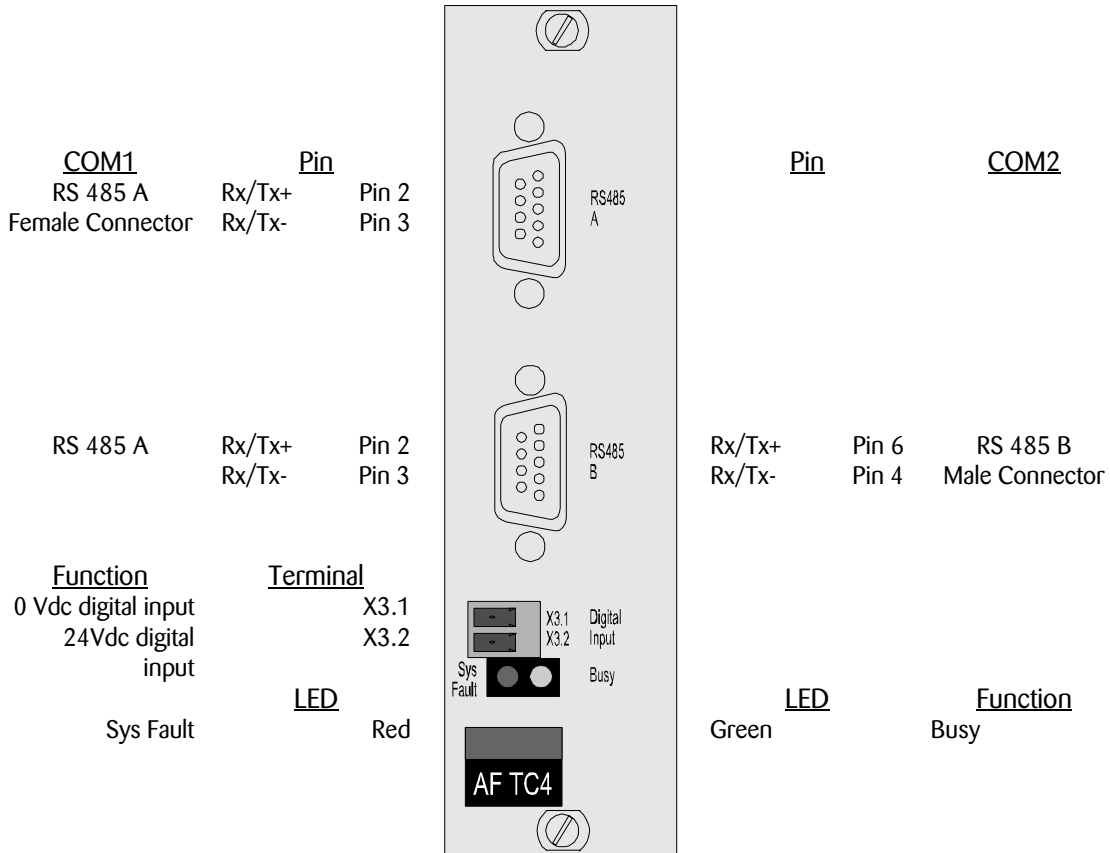 COM1 Pin Pin COM2
RS 485 A Rx/Tx+ Pin 2
Female Connector Rx/Tx- Pin 3
RS485
A
RS 485 A Rx/Tx+ Pin 2 RS485 Rx/Tx+ Pin 6 RS 485 B
Rx/Tx- Pin 3 B Rx/Tx- Pin 4 Male Connector
Function Terminal
0 Vdc digital input X3.1 X3.1 Digital
24Vdc digital X3.2 X3.2 Input
input
Sys Busy
Fault
LED LED Function
Sys Fault Red Green Busy
AF TC4